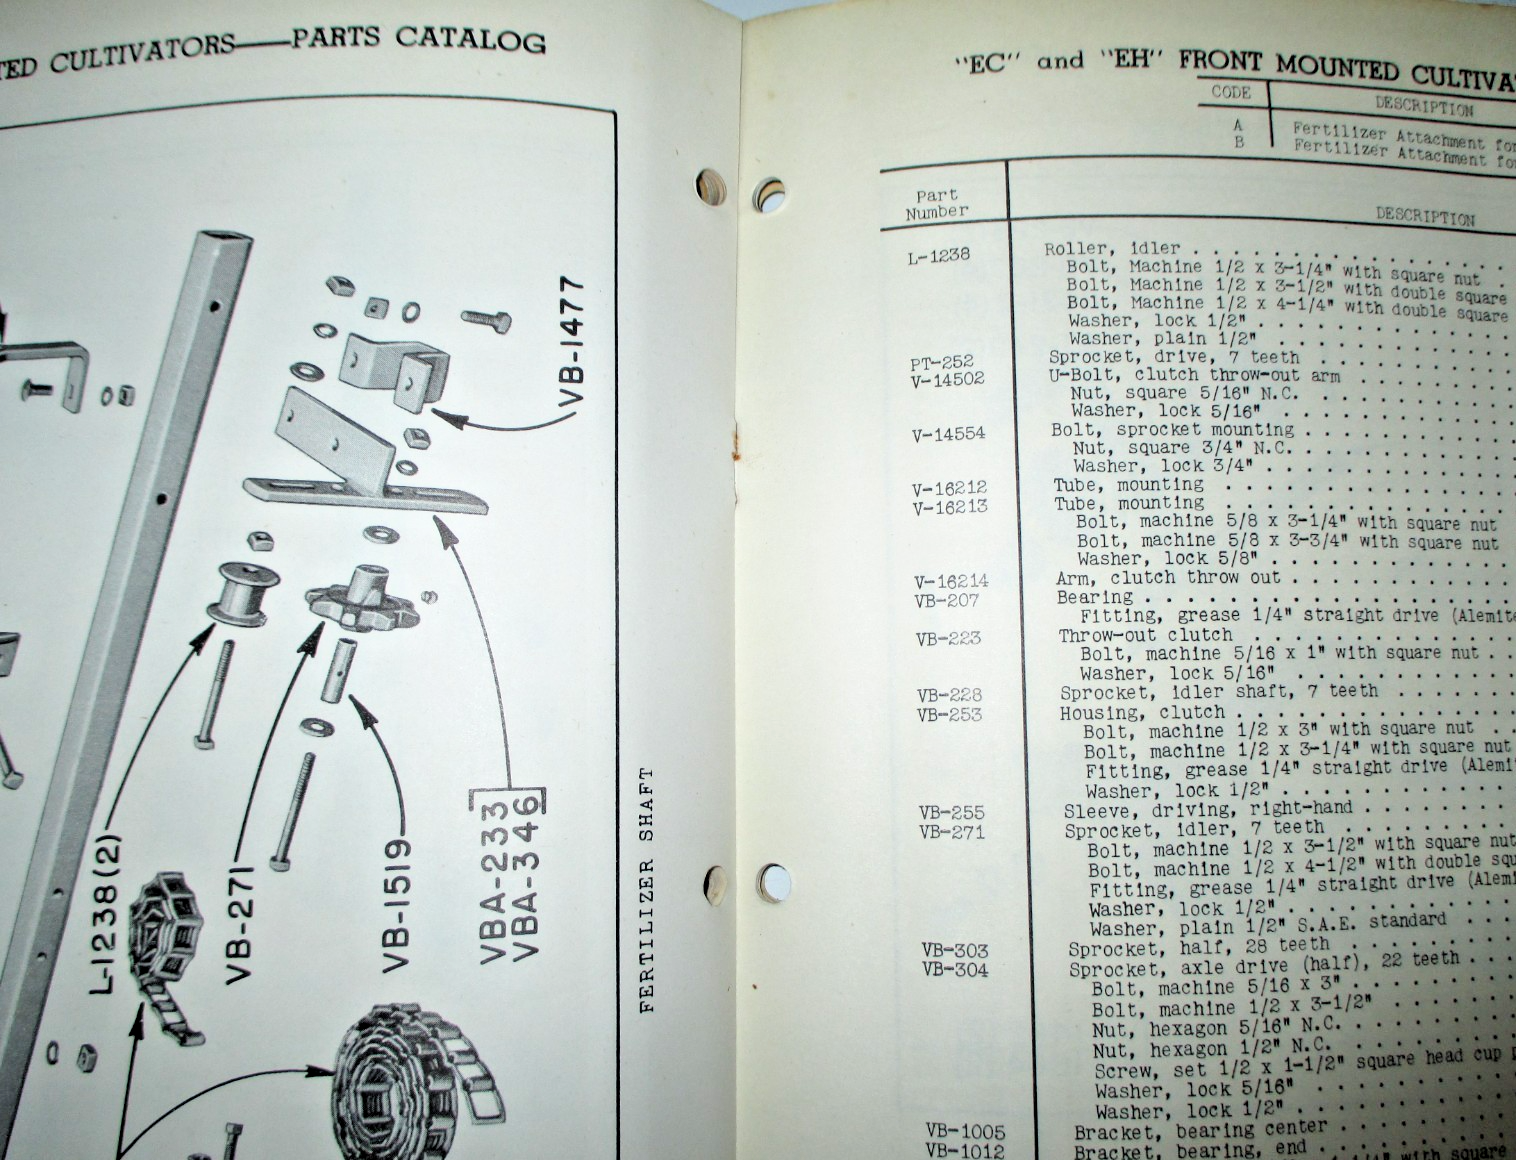 TED CULTIVATORS—PARTS CATALOG
VB-1477
L-1238(2)
VB-271
VB-1519
VBA-233
VBA-346
FERTILIZER SHAFT
"EC" and "EH" FRONT MOUNTED CULTIVA
CODE DESCRIPTION
A Fertilizer Attachment for
B Fertilizer Attachment fo
Part
Number DESCRIPTION
L-1238 Roller, idler . . . . . . . . . . . . . . . . .
Bolt, Machine 1/2 x 3-1/4" with square nut .
Bolt, Machine 1/2 x 3-1/2" with double square
Bolt, Machine 1/2 x 4-1/4" with double square
Washer, lock 1/2" . . . . . . . . . . . . . .
Washer, plain 1/2" . . . . . . . . . . . . .
PT-252 Sprocket, drive, 7 teeth . . . . . . . . . . .
V-14502 U-Bolt, clutch throw-out arm . . . . . . . . .
Nut, square 5/16" N.C. . . . . . . . . . . .
Washer, lock 5/16" . . . . . . . . . . . . .
V-14554 Bolt, sprocket mounting . . . . . . . . . . . .
Nut, square 3/4" N.C. . . . . . . . . . . . .
Washer, lock 3/4" . . . . . . . . . . . . . .
V-16212 Tube, mounting . . . . . . . . . . . . . . . .
V-16213 Tube, mounting . . . . . . . . . . . . . . . .
Bolt, machine 5/8 x 3-1/4" with square nut
Bolt, machine 5/8 x 3-3/4" with square nut
Washer, lock 5/8" . . . . . . . . . . . . . .
V-16214 Arm, clutch throw out . . . . . . . . . . . . .
VB-207 Bearing . . . . . . . . . . . . . . . . . . . .
Fitting, grease 1/4" straight drive (Alemite
VB-223 Throw-out clutch . . . . . . . . . . . . . . .
Bolt, machine 5/16 x 1" with square nut . .
Washer, lock 5/16" . . . . . . . . . . . . .
VB-228 Sprocket, idler shaft, 7 teeth . . . . . . .
VB-253 Housing, clutch . . . . . . . . . . . . . . . .
Bolt, machine 1/2 x 3" with square nut . .
Bolt, machine 1/2 x 3-1/4" with square nut
Fitting, grease 1/4" straight drive (Alemi
Washer, lock 1/2" . . . . . . . . . . . . .
VB-255 Sleeve, driving, right-hand . . . . . . . .
VB-271 Sprocket, idler, 7 teeth . . . . . . . . .
Bolt, machine 1/2 x 3-1/2" with square nut
Bolt, machine 1/2 x 4-1/2" with double squ
Fitting, grease 1/4" straight drive (Alemi
Washer, lock 1/2" . . . . . . . . . . . .
Washer, plain 1/2" S.A.E. standard . . .
VB-303 Sprocket, half, 28 teeth . . . . . . . . .
VB-304 Sprocket, axle drive (half), 22 teeth . . .
Bolt, machine 5/16 x 3" . . . . . . . . .
Bolt, machine 1/2 x 3-1/2" . . . . . . .
Nut, hexagon 5/16" N.C. . . . . . . . . .
Nut, hexagon 1/2" N.C. . . . . . . . . .
Screw, set 1/2 x 1-1/2" square head cup
Washer, lock 5/16" . . . . . . . . . . .
Washer, lock 1/2" . . . . . . . . . . . .
VB-1005 Bracket, bearing center . . . . . . . . .
VB-1012 Bracket, bearing, end . . . . . . . . . .
with square